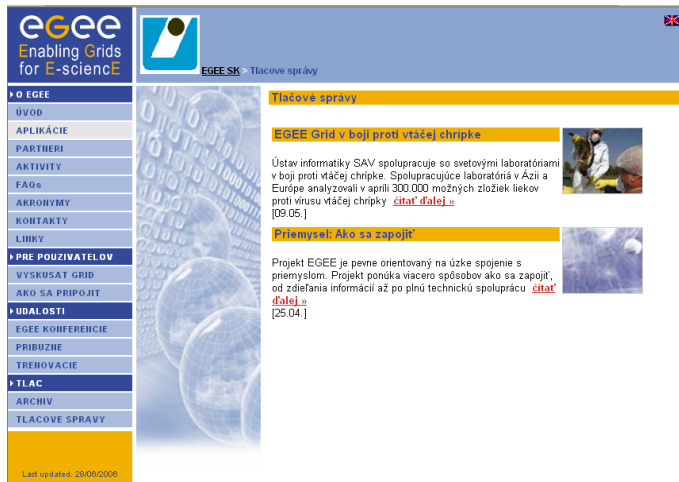 egee
Enabling Grids
for E-sciencE
EGEE SK > Tlacove správy
O EGEE
ÚVOD
APLIKÁCIE
PARTNERI
AKTIVITY
FAQs
AKRONYMY
KONTAKTY
LINKY
PRE POUZIVATELOV
VYSKUSAT GRID
AKO SA PRIPOJIT
UDALOSTI
EGEE KONFERENCIE
PRIBUZNE
TRENOVACIE
TLAC
ARCHIV
TLACOVE SPRAVY
Last updated: 28/06/2006
Tlačové správy
EGEE Grid v boji proti vtáčej chrípke
Ústav informatiky SAV spolupracuje so svetovými laboratóriami
v boji proti vtáčej chrípke. Spolupracujúce laboratóriá v Ázii a
Európe analyzovali v apríli 300.000 možných zložiek liekov
proti vírusu vtáčej chrípky čítať ďalej »
[09.05.]
Priemysel: Ako sa zapojiť
Projekt EGEE je pevne orientovaný na úzke spojenie s
priemyslom. Projekt ponúka viacero spôsobov ako sa zapojiť,
od zdieľania informácií až po plnú technickú spoluprácu čítať
ďalej »
[25.04.]